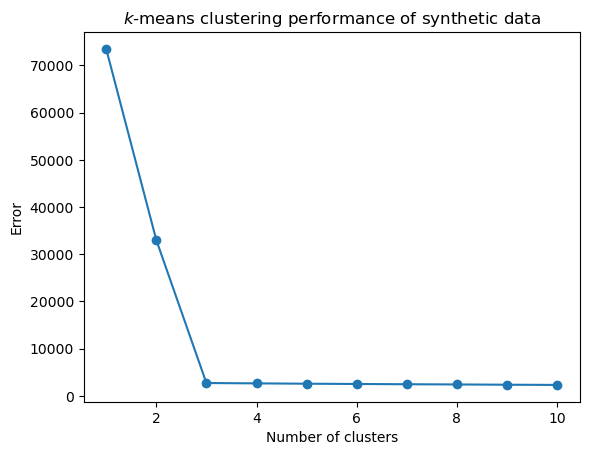 k-means clustering performance of synthetic data
70000
60000
50000
40000
30000
20000
10000
0
Error
2 4 6 8 10
Number of clusters